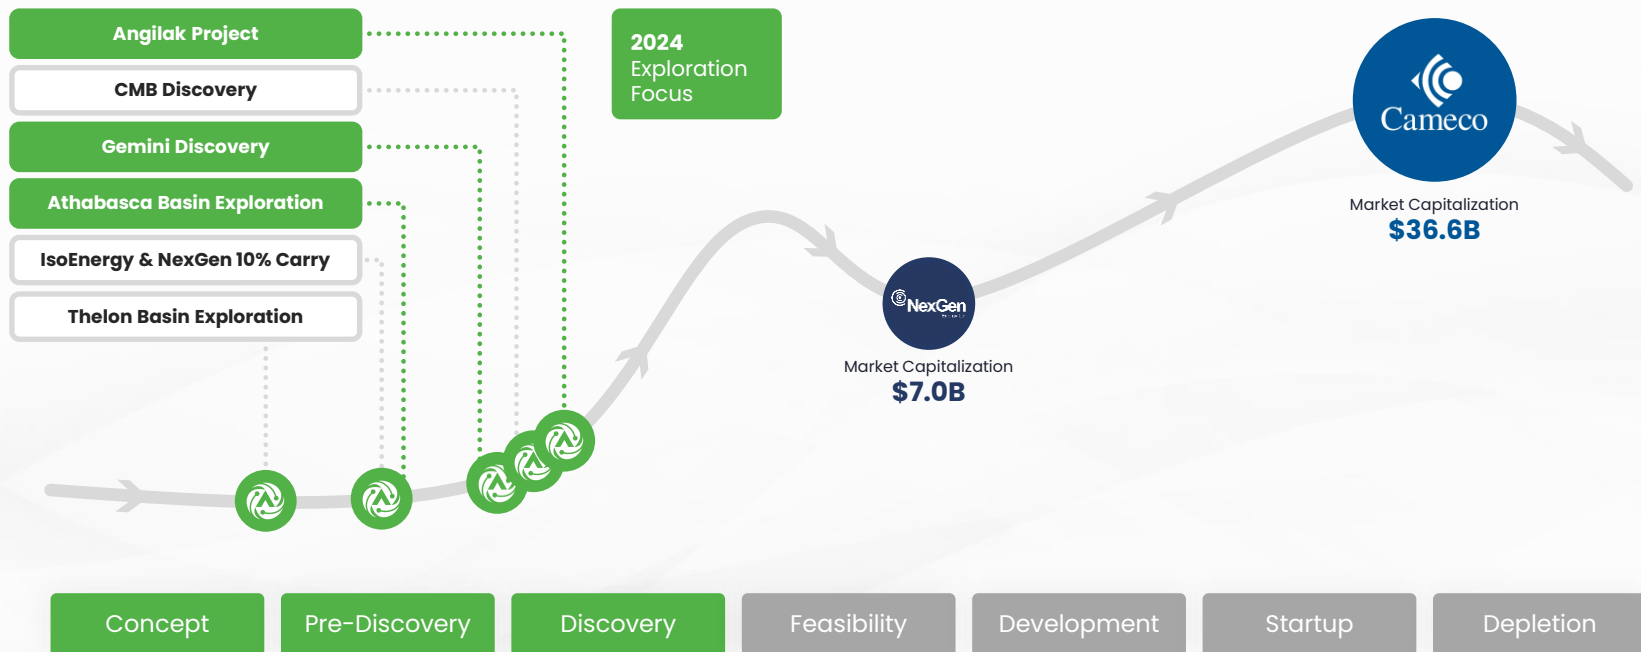 Angilak Project
CMB Discovery
Gemini Discovery
Athabasca Basin Exploration
IsoEnergy & NexGen 10% Carry
Thelon Basin Exploration
2024
Exploration
Focus
NexGen
Market Capitalization
$7.0B
Cameco
Market Capitalization
$36.6B
Concept
Pre-Discovery
Discovery
Feasibility
Development
Startup
Depletion